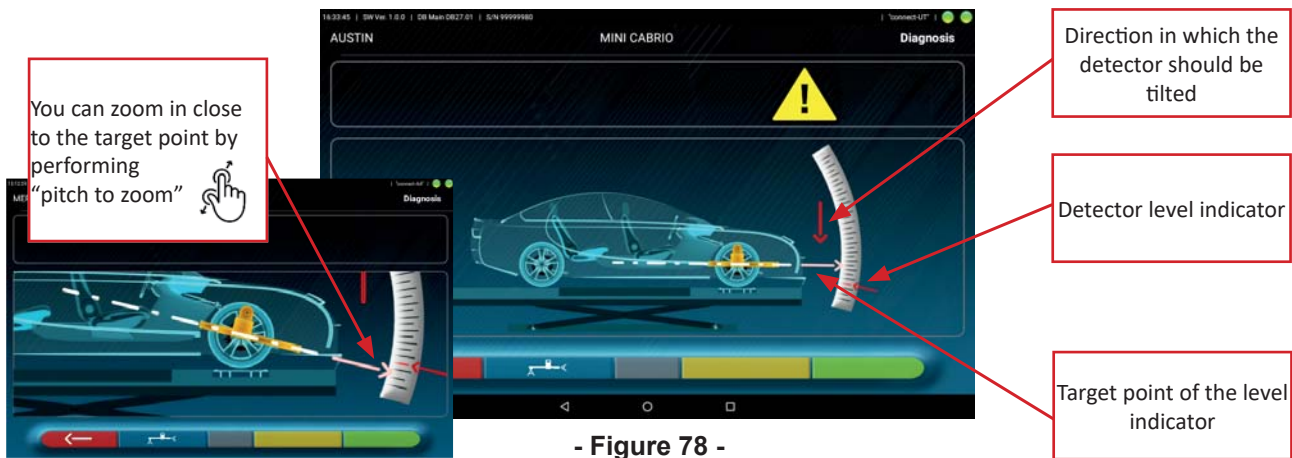 16:33:45 | SW Ver. 1.0.0 | DB Main DB27.01 | S/N 99999980 | "connect-UT"
AUSTIN MINI CABRIO Diagnosis
You can zoom in close
to the target point by
performing
"pitch to zoom"
Diagnosis
Direction in which the
detector should be
tilted
Detector level indicator
Target point of the level
indicator
- Figure 78 -